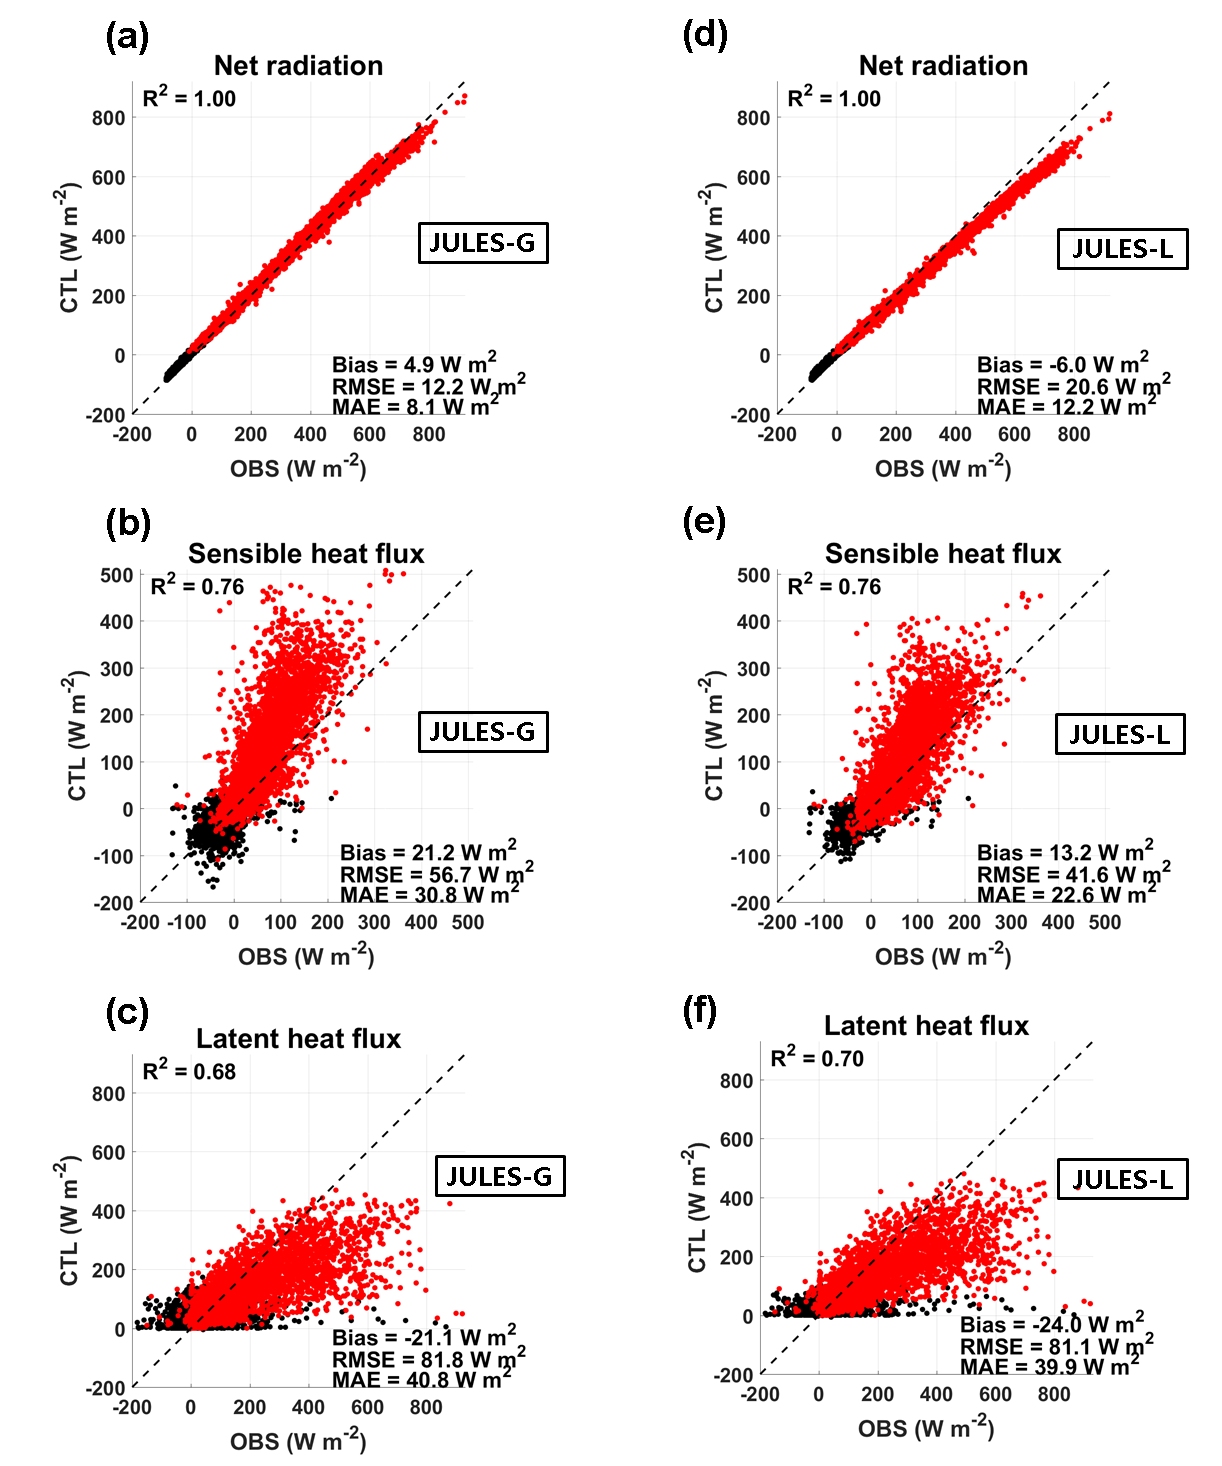 (a)
Net radiation
R² = 1.00
CTL (W m⁻²)
800
600
400
200
0
-200
JULES-G
Bias = 4.9 W m²
RMSE = 12.2 W m²
MAE = 8.1 W m²
-200 0 200 400 600 800
OBS (W m⁻²)
(d)
Net radiation
R² = 1.00
CTL (W m⁻²)
800
600
400
200
0
-200
JULES-L
Bias = -6.0 W m²
RMSE = 20.6 W m²
MAE = 12.2 W m²
-200 0 200 400 600 800
OBS (W m⁻²)
(b)
Sensible heat flux
R² = 0.76
CTL (W m⁻²)
500
400
300
200
100
0
-100
-200
JULES-G
Bias = 21.2 W m²
RMSE = 56.7 W m²
MAE = 30.8 W m²
-200 -100 0 100 200 300 400 500
OBS (W m⁻²)
(e)
Sensible heat flux
R² = 0.76
CTL (W m⁻²)
500
400
300
200
100
0
-100
-200
JULES-L
Bias = 13.2 W m²
RMSE = 41.6 W m²
MAE = 22.6 W m²
-200 -100 0 100 200 300 400 500
OBS (W m⁻²)
(c)
Latent heat flux
R² = 0.68
CTL (W m⁻²)
800
600
400
200
0
-200
JULES-G
Bias = -21.1 W m²
RMSE = 81.8 W m²
MAE = 40.8 W m²
-200 0 200 400 600 800
OBS (W m⁻²)
(f)
Latent heat flux
R² = 0.70
CTL (W m⁻²)
800
600
400
200
0
-200
JULES-L
Bias = -24.0 W m²
RMSE = 81.1 W m²
MAE = 39.9 W m²
-200 0 200 400 600 800
OBS (W m⁻²)